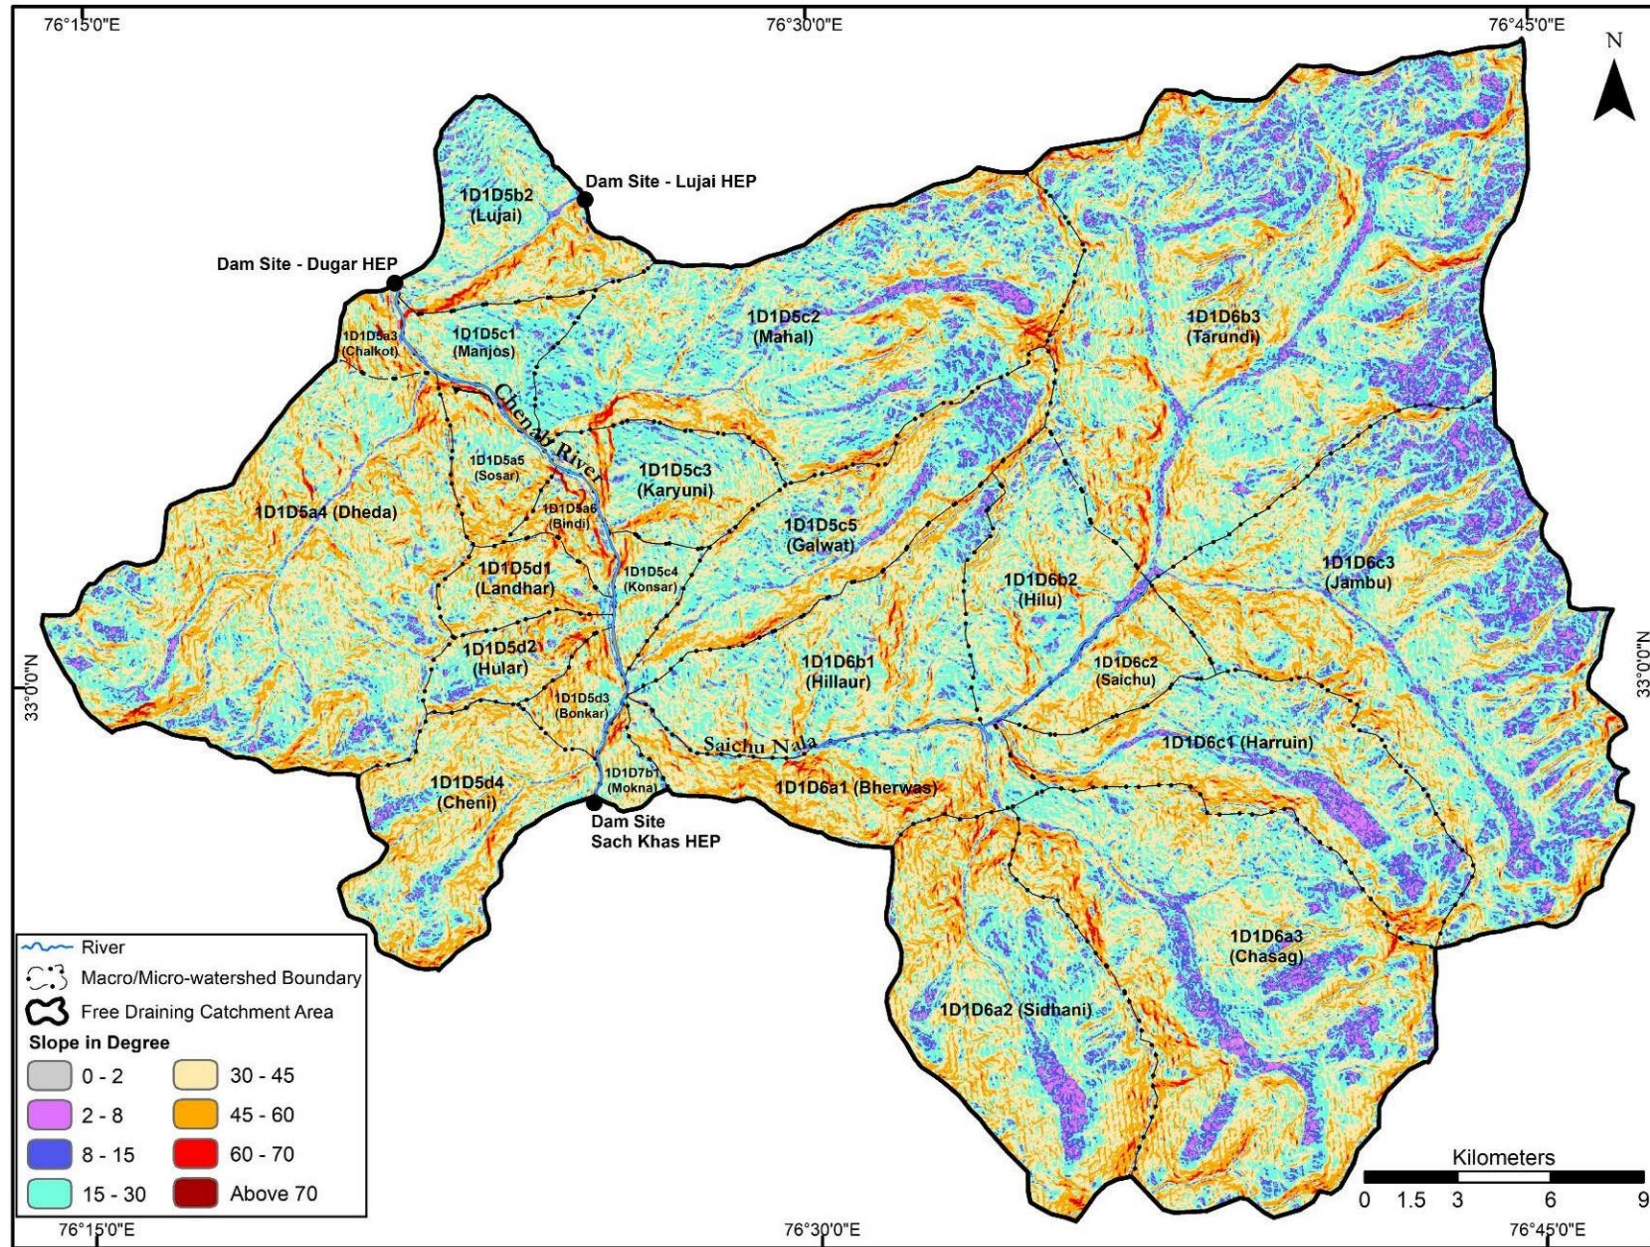 76°15'0"E
76°30'0"E
76°45'0"E
N
Dam Site - Lujai HEP
1D1D5b2
(Lujai)
Dam Site - Dugar HEP
1D1D5a3
(Chalkot)
1D1D5c1
(Manjos)
1D1D5c2
(Mahal)
1D1D6b3
(Tarundi)
Chenab River
1D1D5a5
(Sosar)
1D1D5c3
(Karyuni)
1D1D5a4 (Dheda)
1D1D5a6
(Bindi)
1D1D5c5
(Galwat)
1D1D5d1
(Landhar)
1D1D5c4
(Konsar)
1D1D6b2
(Hilu)
1D1D6c3
(Jambu)
1D1D5d2
(Hular)
1D1D6b1
(Hillaur)
1D1D6c2
(Saichu)
33°0'0"N
33°0'0"N
1D1D5d3
(Bonkar)
Saichu Nala
1D1D6c1 (Harruin)
1D1D5d4
(Cheni)
1D1D7b1
(Mokna)
1D1D6a1 (Bherwas)
Dam Site
Sach Khas HEP
1D1D6a3
(Chasag)
1D1D6a2 (Sidhani)
River
Macro/Micro-watershed Boundary
Free Draining Catchment Area
Slope in Degree
0 - 2
30 - 45
2 - 8
45 - 60
8 - 15
60 - 70
15 - 30
Above 70
Kilometers
0 1.5 3 6 9
76°15'0"E
76°30'0"E
76°45'0"E